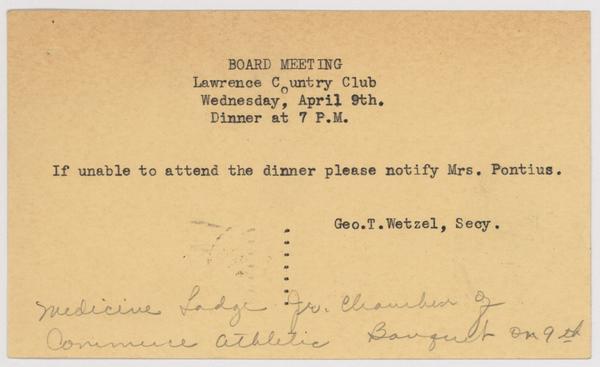 BOARD MEETING
Lawrence Country Club
Wednesday, April 9th.
Dinner at 7 P.M.
If unable to attend the dinner please notify Mrs. Pontius.
Geo.T.Wetzel, Secy.
Medicine Lodge Jr. Chamber of
Commerce Athletic Banquet on 9th